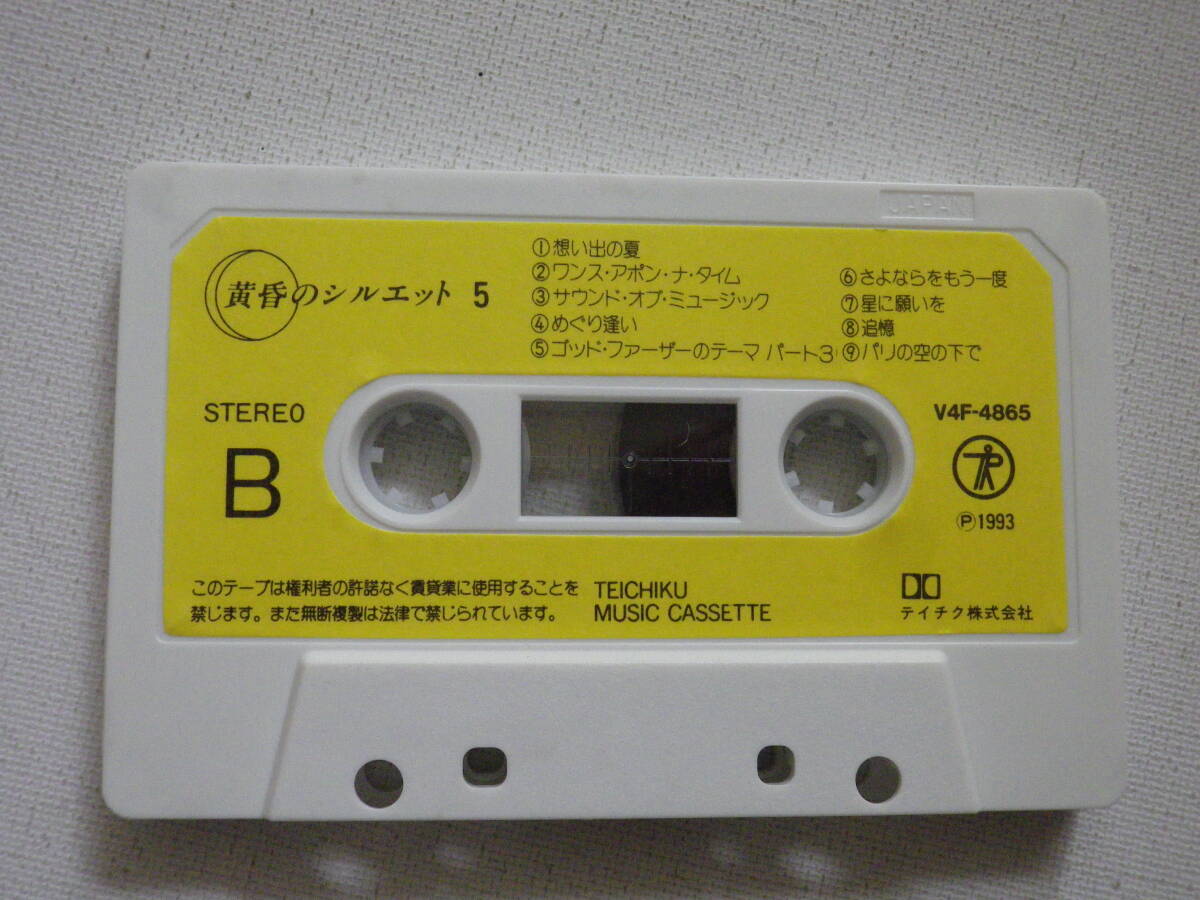 JAPAN
黄昏のシルエット 5
①想い出の夏
②ワンス・アポン・ナ・タイム
③サウンド・オブ・ミュージック
④めぐり逢い
⑤ゴッド・ファーザーのテーマ パート3
⑥さよならをもう一度
⑦星に願いを
⑧追憶
⑨パリの空の下で
STEREO
B
V4F-4865
Ⓟ1993
このテープは権利者の許諾なく賃貸業に使用することを
禁じます。また無断複製は法律で禁じられています。
TEICHIKU
MUSIC CASSETTE
テイチク株式会社